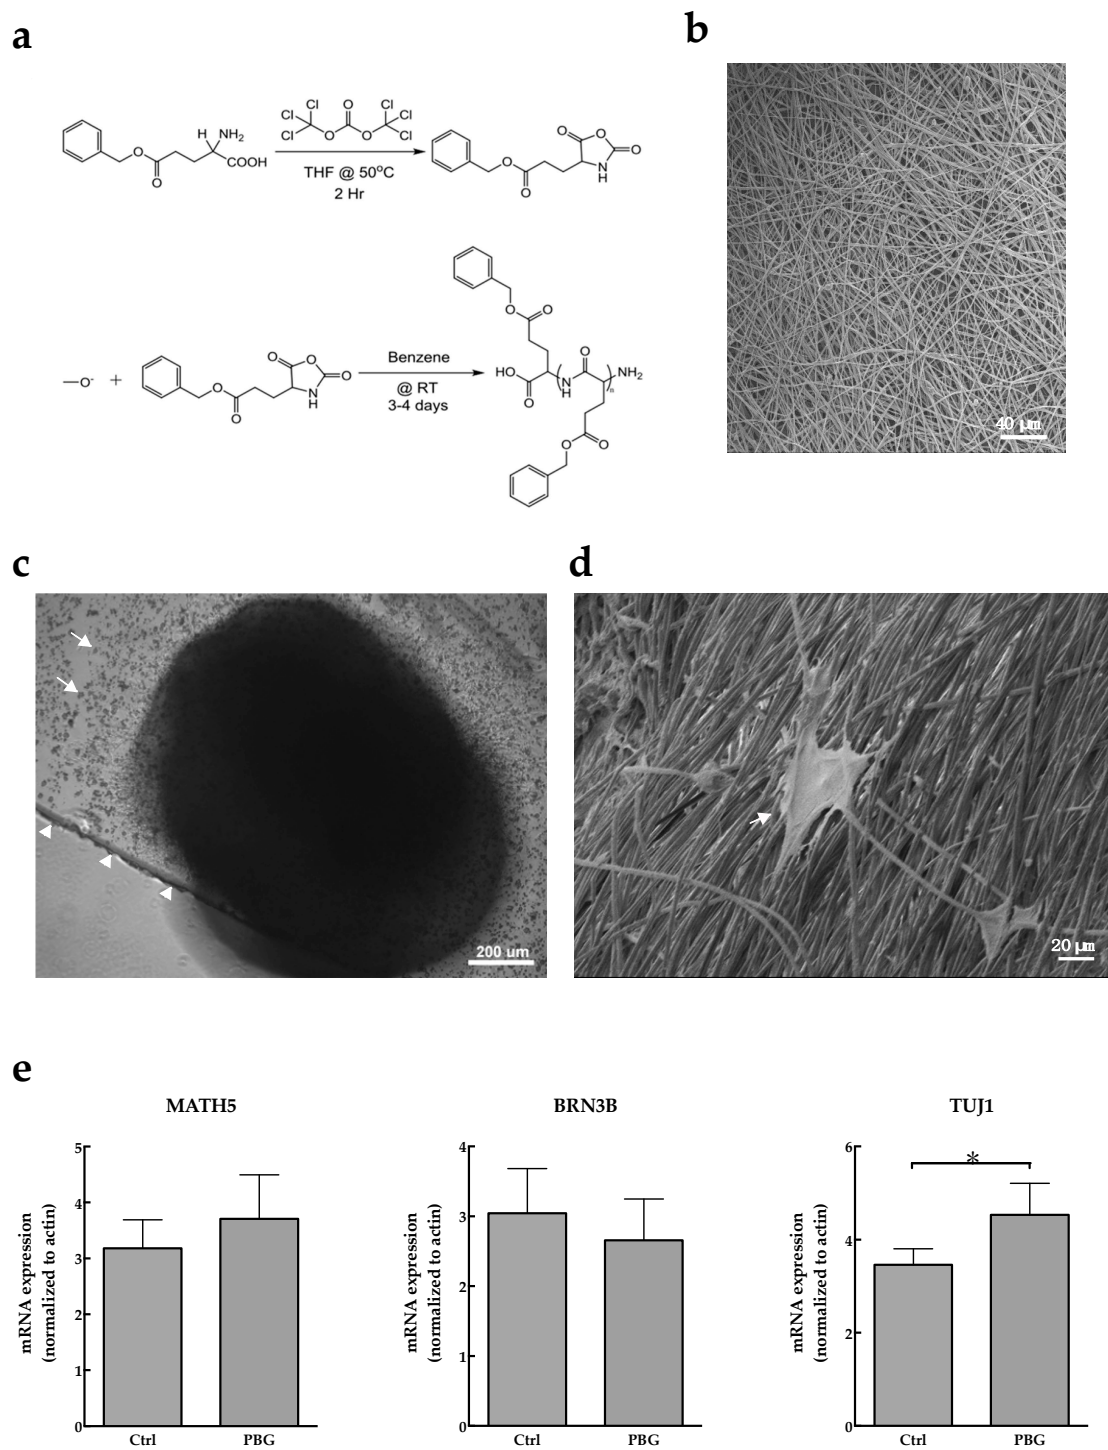 a
b
Cl
Cl
Cl
O
O
O
Cl
Cl
Cl
H
NH2
COOH
O
O
THF @ 50°C
2 Hr
O
O
O
O
O
N
H
O
O
O
O
O
N
H
O-
+
Benzene
@ RT
3-4 days
O
O
O
HO
O
N
H
n
NH2
O
O
40 µm
c
d
200 um
20 µm
e
MATH5
mRNA expression
(normalized to actin)
5
4
3
2
1
0
Ctrl
PBG
BRN3B
mRNA expression
(normalized to actin)
4
3
2
1
0
Ctrl
PBG
TUJ1
mRNA expression
(normalized to actin)
6
4
2
0
*
Ctrl
PBG